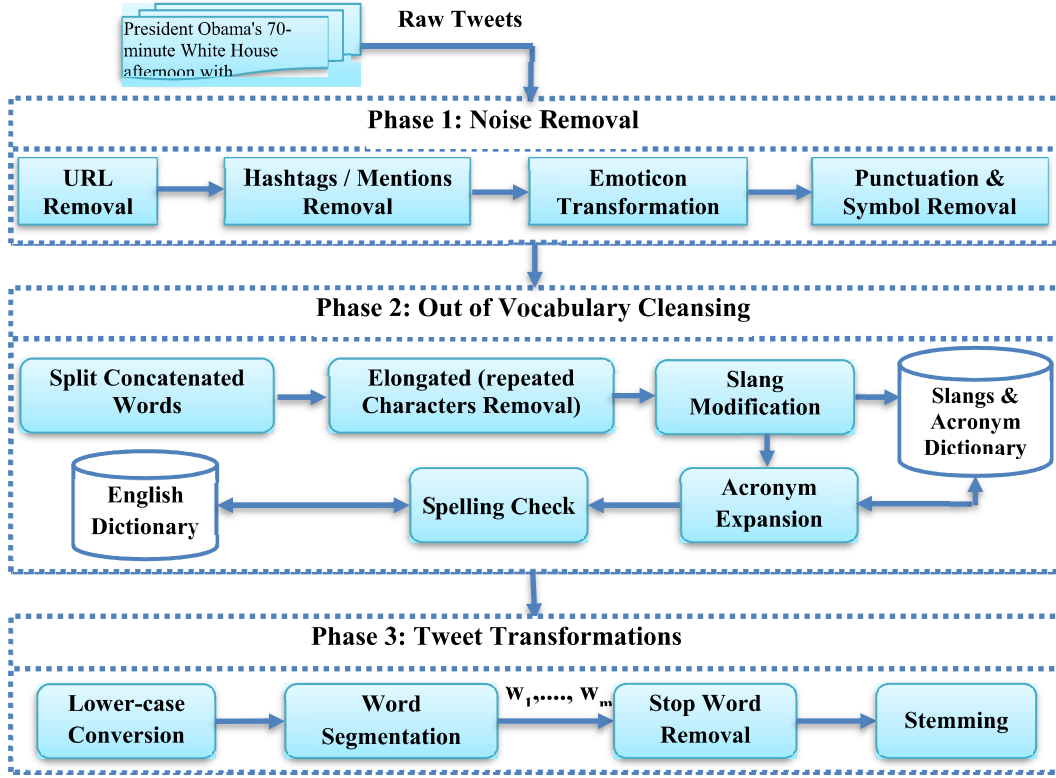 Raw Tweets
President Obama's 70-
minute White House
afternoon with
Phase 1: Noise Removal
URL
Removal
Hashtags / Mentions
Removal
Emoticon
Transformation
Punctuation &
Symbol Removal
Phase 2: Out of Vocabulary Cleansing
Split Concatenated
Words
Elongated (repeated
Characters Removal)
Slang
Modification
Slangs &
Acronym
Dictionary
English
Dictionary
Spelling Check
Acronym
Expansion
Phase 3: Tweet Transformations
Lower-case
Conversion
Word
Segmentation
w1,...., wm
Stop Word
Removal
Stemming